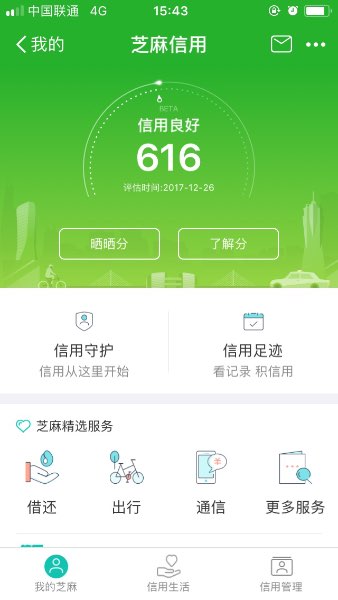 中国联通 4G 15:43
我的 芝麻信用
BETA
信用良好
616
评估时间:2017-12-26
晒晒分 了解分
信用守护 信用足迹
信用从这里开始 看记录 积信用
芝麻精选服务
借还 出行 通信 更多服务
我的芝麻 信用生活 信用管理